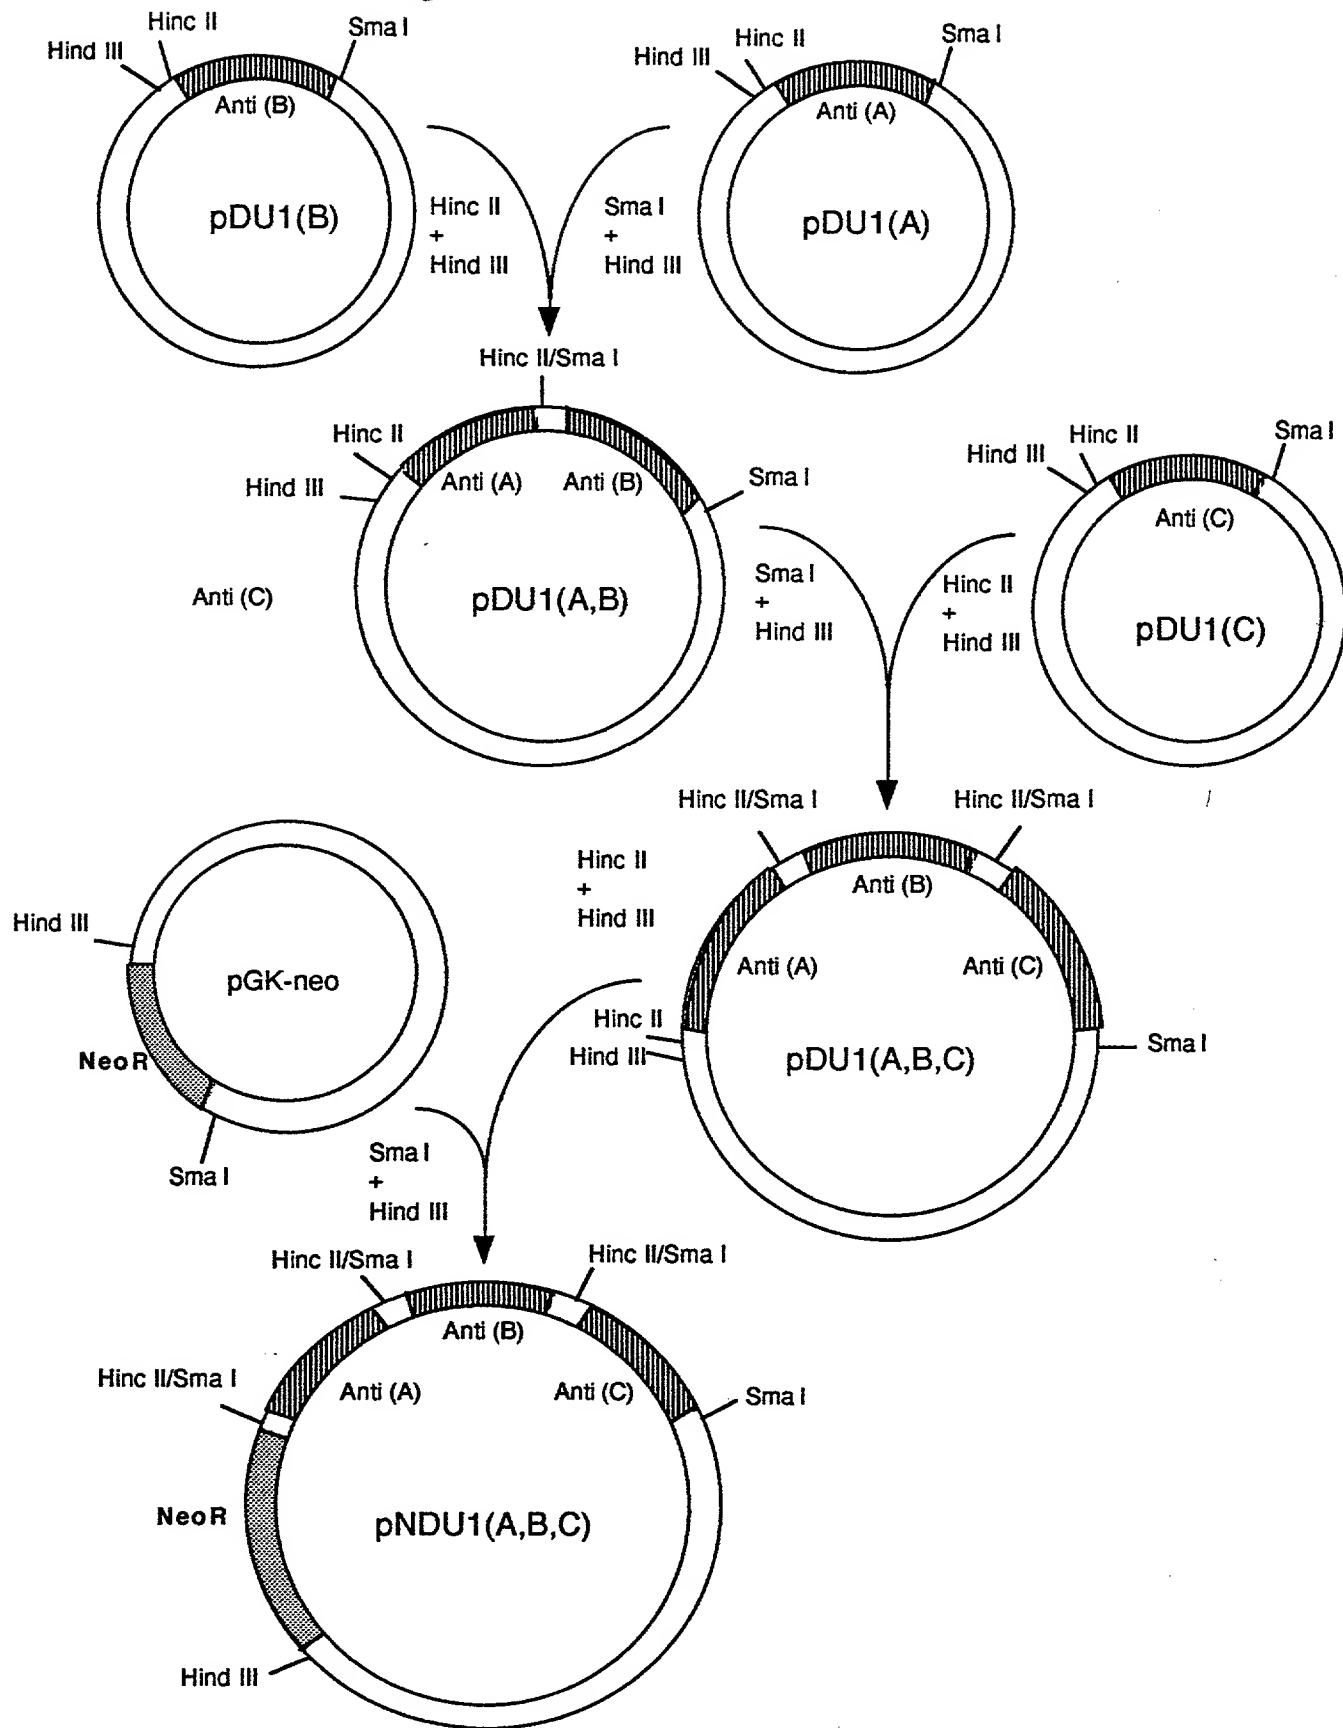 Hinc II
Sma I
Hind III
Anti (B)
pDU1(B)
Hinc II
Sma I
Hind III
Anti (A)
pDU1(A)
Hinc II
+
Hind III
Sma I
+
Hind III
Hinc II/Sma I
Hinc II
Hind III
Anti (A)
Anti (B)
Sma I
pDU1(A,B)
Anti (C)
Hinc II
Sma I
Hind III
Anti (C)
pDU1(C)
Sma I
+
Hind III
Hinc II
+
Hind III
Hinc II/Sma I
Hinc II/Sma I
Anti (B)
Anti (A)
Anti (C)
Hinc II
Hind III
Sma I
pDU1(A,B,C)
Hinc II
+
Hind III
Hind III
pGK-neo
NeoR
Sma I
Sma I
+
Hind III
Hinc II/Sma I
Hinc II/Sma I
Anti (B)
Hinc II/Sma I
Anti (A)
Anti (C)
Sma I
NeoR
pNDU1(A,B,C)
Hind III